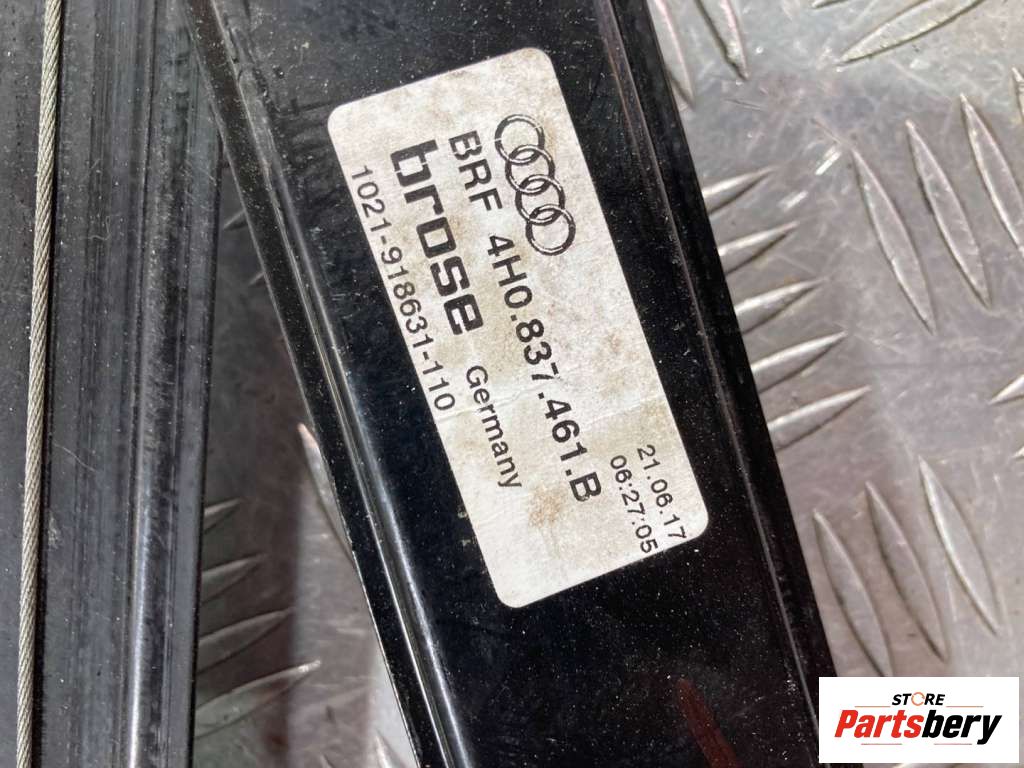 BRF 4H0.837.461.B
brose Germany
1021-918631-110
21.06.17
06:27:05
STORE
Partsbery